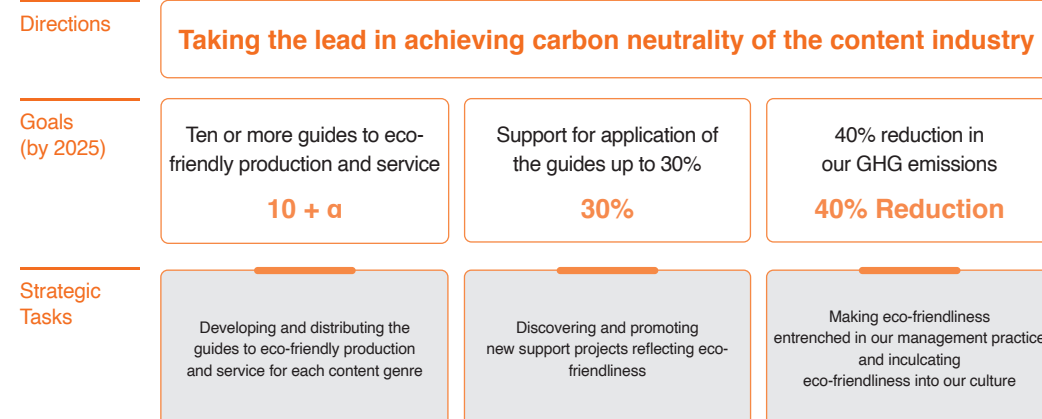 Directions
Taking the lead in achieving carbon neutrality of the content industry
Goals
(by 2025)
Ten or more guides to eco-
friendly production and service
10 + α
Support for application of
the guides up to 30%
30%
40% reduction in
our GHG emissions
40% Reduction
Strategic
Tasks
Developing and distributing the
guides to eco-friendly production
and service for each content genre
Discovering and promoting
new support projects reflecting eco-
friendliness
Making eco-friendliness
entrenched in our management practice
and inculcating
eco-friendliness into our culture